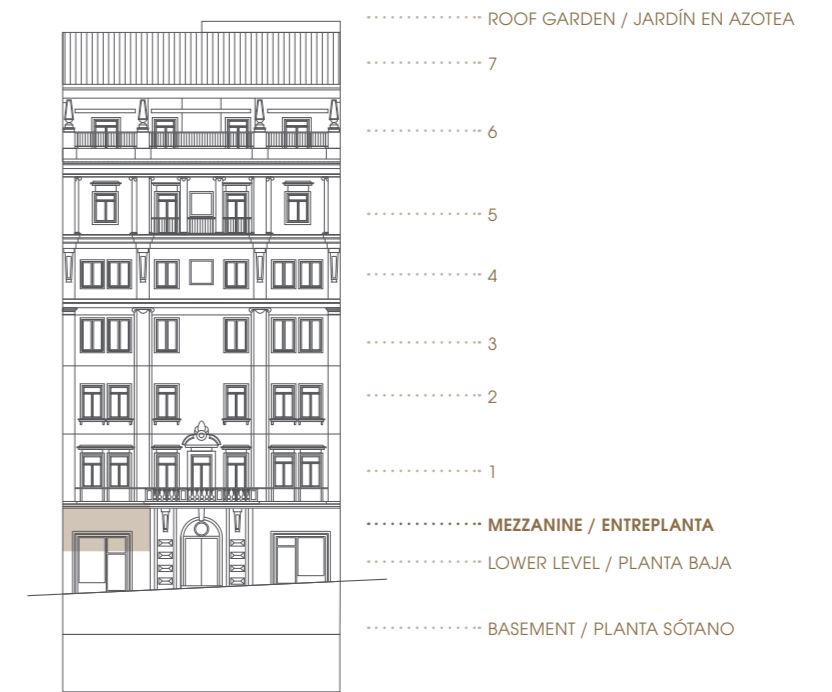 ROOF GARDEN / JARDÍN EN AZOTEA
7
6
5
4
3
2
1
MEZZANINE / ENTREPLANTA
LOWER LEVEL / PLANTA BAJA
BASEMENT / PLANTA SÓTANO